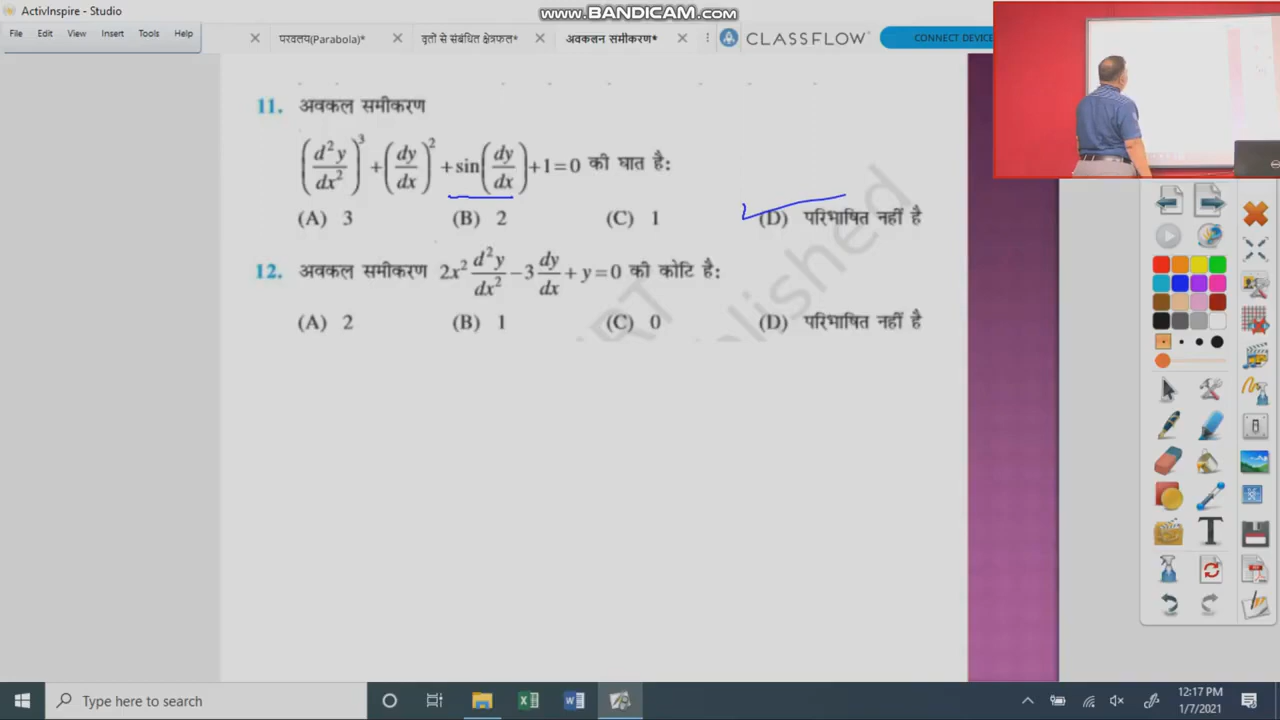 ActivInspire - Studio
www.BANDICAM.com
File Edit View Insert Tools Help
परवलय(Parabola)* वृतों से संबंधित क्षेत्रफल* अवकलन समीकरण* CLASSFLOW CONNECT DEVICE
11. अवकल समीकरण
(d²y/dx²)³ + (dy/dx)² + sin(dy/dx) + 1 = 0 की घात है:
(A) 3 (B) 2 (C) 1 (D) परिभाषित नहीं है
12. अवकल समीकरण 2x² d²y/dx² − 3 dy/dx + y = 0 की कोटि है:
(A) 2 (B) 1 (C) 0 (D) परिभाषित नहीं है
Type here to search
12:17 PM
1/7/2021